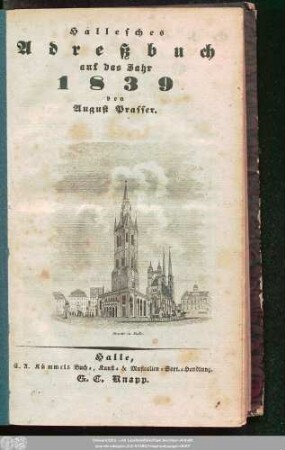 Hallesches
Adreßbuch
auf das Jahr
1839
von
August Prasser.
Halle,
C. A. Kümmels Buch-, Kunst- & Musikalien-Sort.-Handlung.
G. C. Knapp.